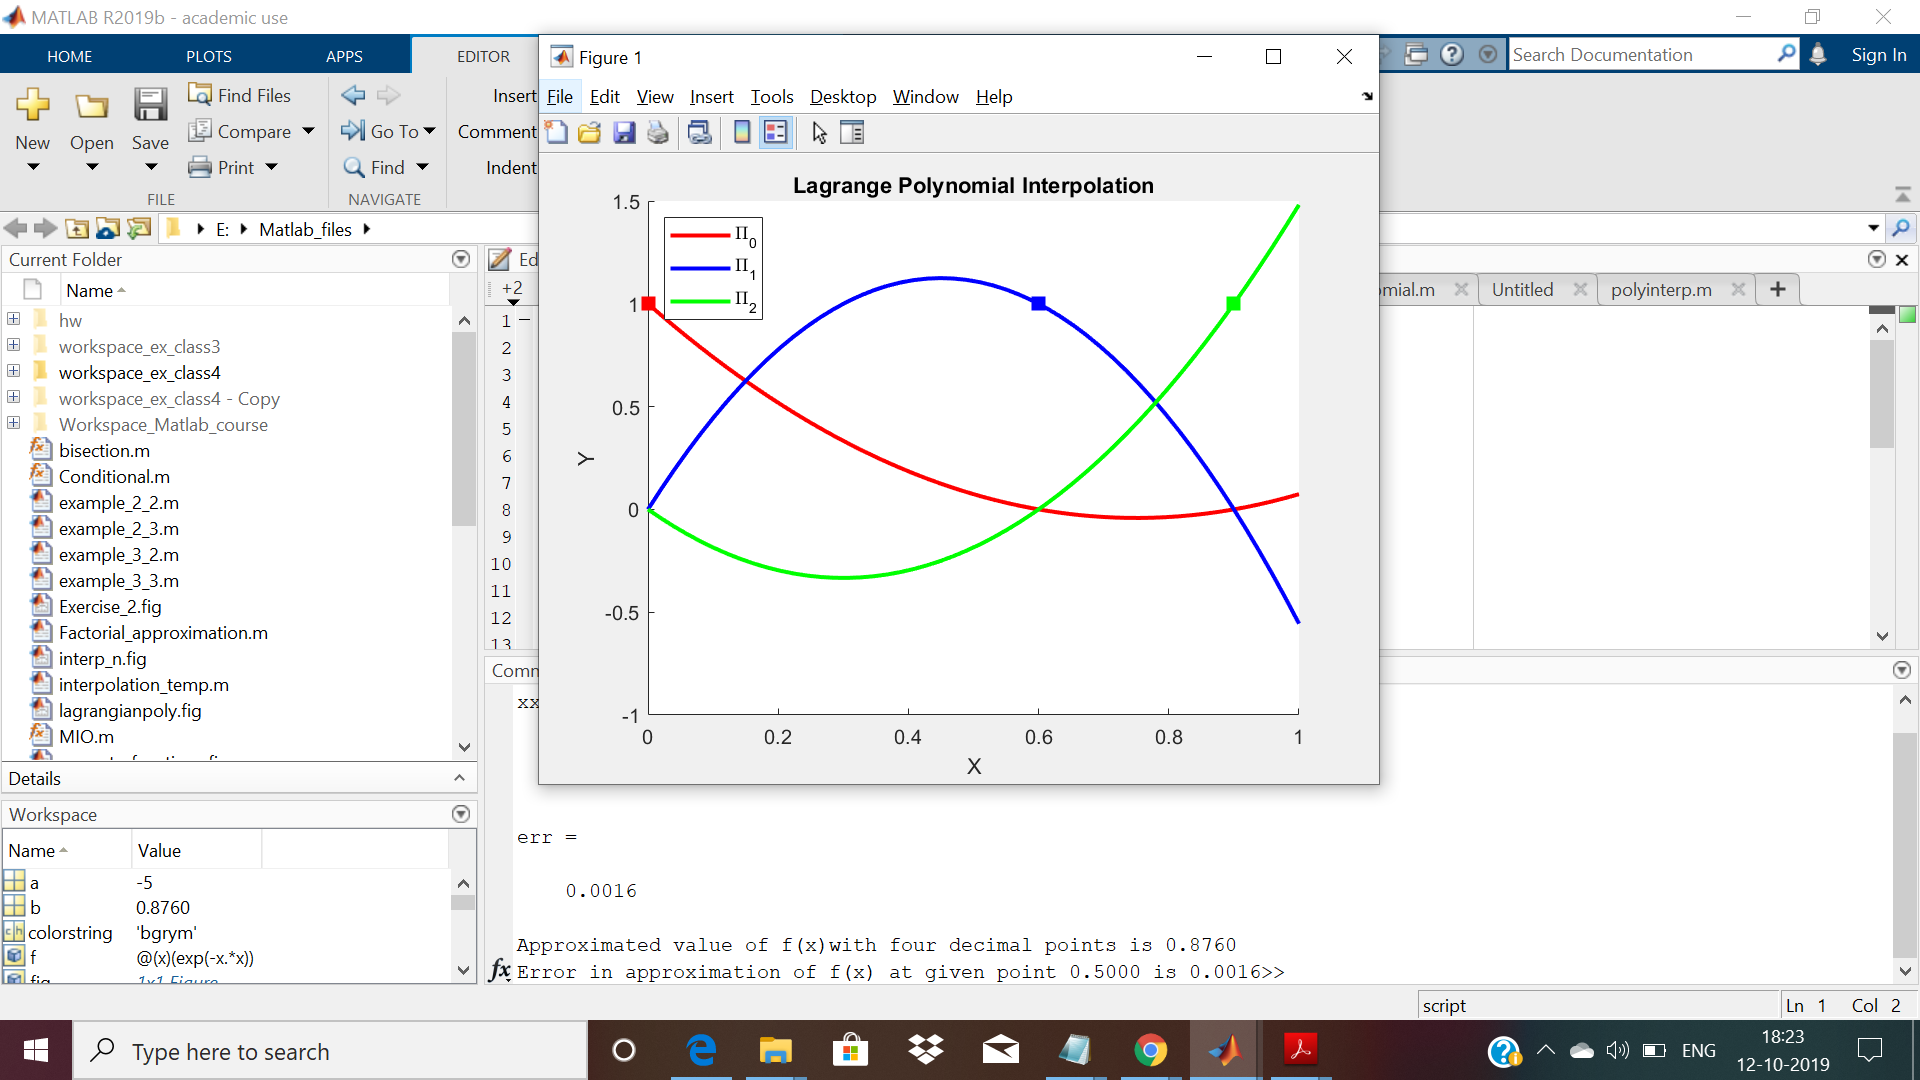 MATLAB R2019b - academic use
HOME PLOTS APPS EDITOR
Search Documentation Sign In
New Open Save
Find Files
Compare
Print
Go To
Find
Insert
Comment
Indent
FILE NAVIGATE
E: Matlab_files
Current Folder
Name
hw
workspace_ex_class3
workspace_ex_class4
workspace_ex_class4 - Copy
Workspace_Matlab_course
bisection.m
Conditional.m
example_2_2.m
example_2_3.m
example_3_2.m
example_3_3.m
Exercise_2.fig
Factorial_approximation.m
interp_n.fig
interpolation_temp.m
lagrangianpoly.fig
MIO.m
Details
Workspace
Name Value
a -5
b 0.8760
colorstring 'bgrym'
f @(x)(exp(-x.*x))
fig 1x1 Figure
Figure 1
File Edit View Insert Tools Desktop Window Help
Lagrange Polynomial Interpolation
Π0
Π1
Π2
1.5
1
0.5
0
-0.5
-1
Y
0 0.2 0.4 0.6 0.8 1
X
Ed
+2
mial.m Untitled polyinterp.m
1
2
3
4
5
6
7
8
9
10
11
12
13
Comm
xx
err =
0.0016
Approximated value of f(x)with four decimal points is 0.8760
fx Error in approximation of f(x) at given point 0.5000 is 0.0016>>
script Ln 1 Col 2
Type here to search
ENG
18:23
12-10-2019